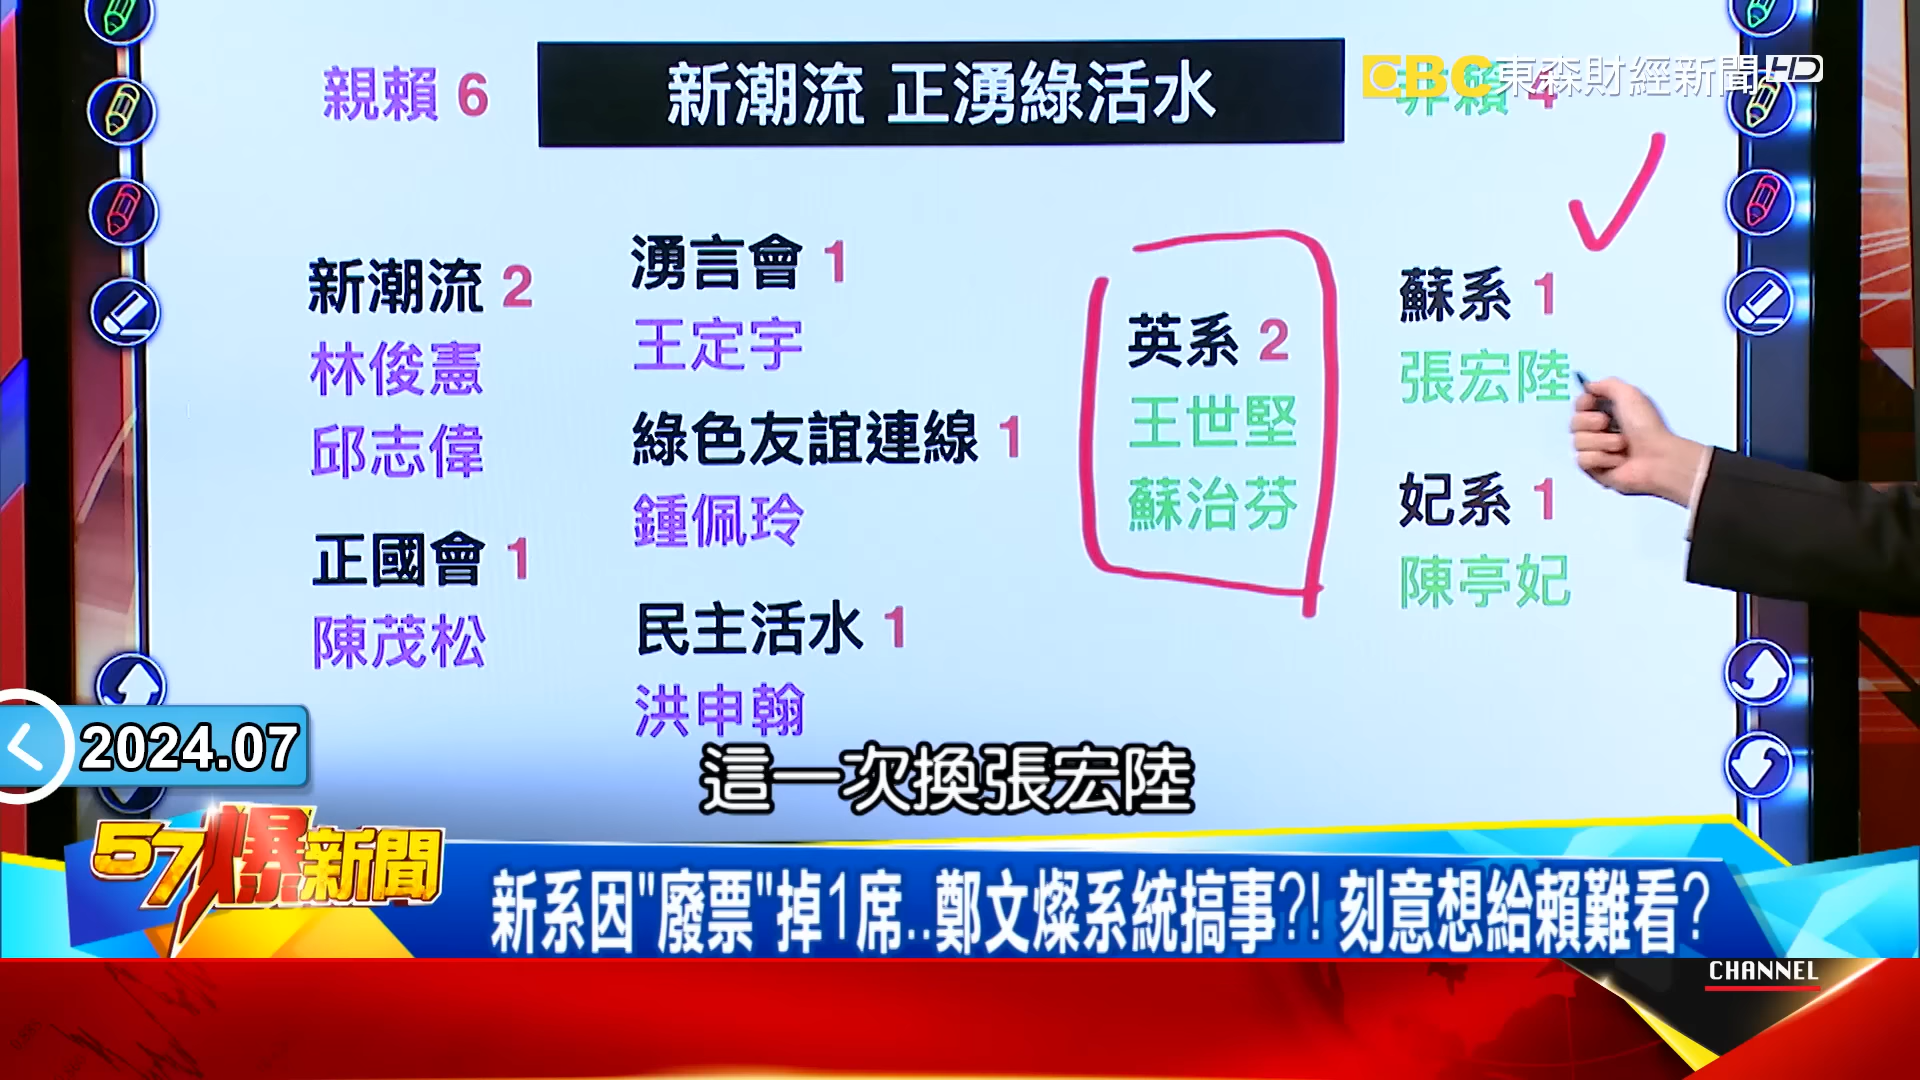 親賴 6
新潮流 正湧綠活水
EBC 東森財經新聞 HD
非賴 4
新潮流 2
林俊憲
邱志偉
正國會 1
陳茂松
湧言會 1
王定宇
綠色友誼連線 1
鍾佩玲
民主活水 1
洪申翰
英系 2
王世堅
蘇治芬
蘇系 1
張宏陸
妃系 1
陳亭妃
2024.07
這一次換張宏陸
57爆新聞
新系因"廢票"掉1席..鄭文燦系統搞事?! 刻意想給賴難看?
CHANNEL